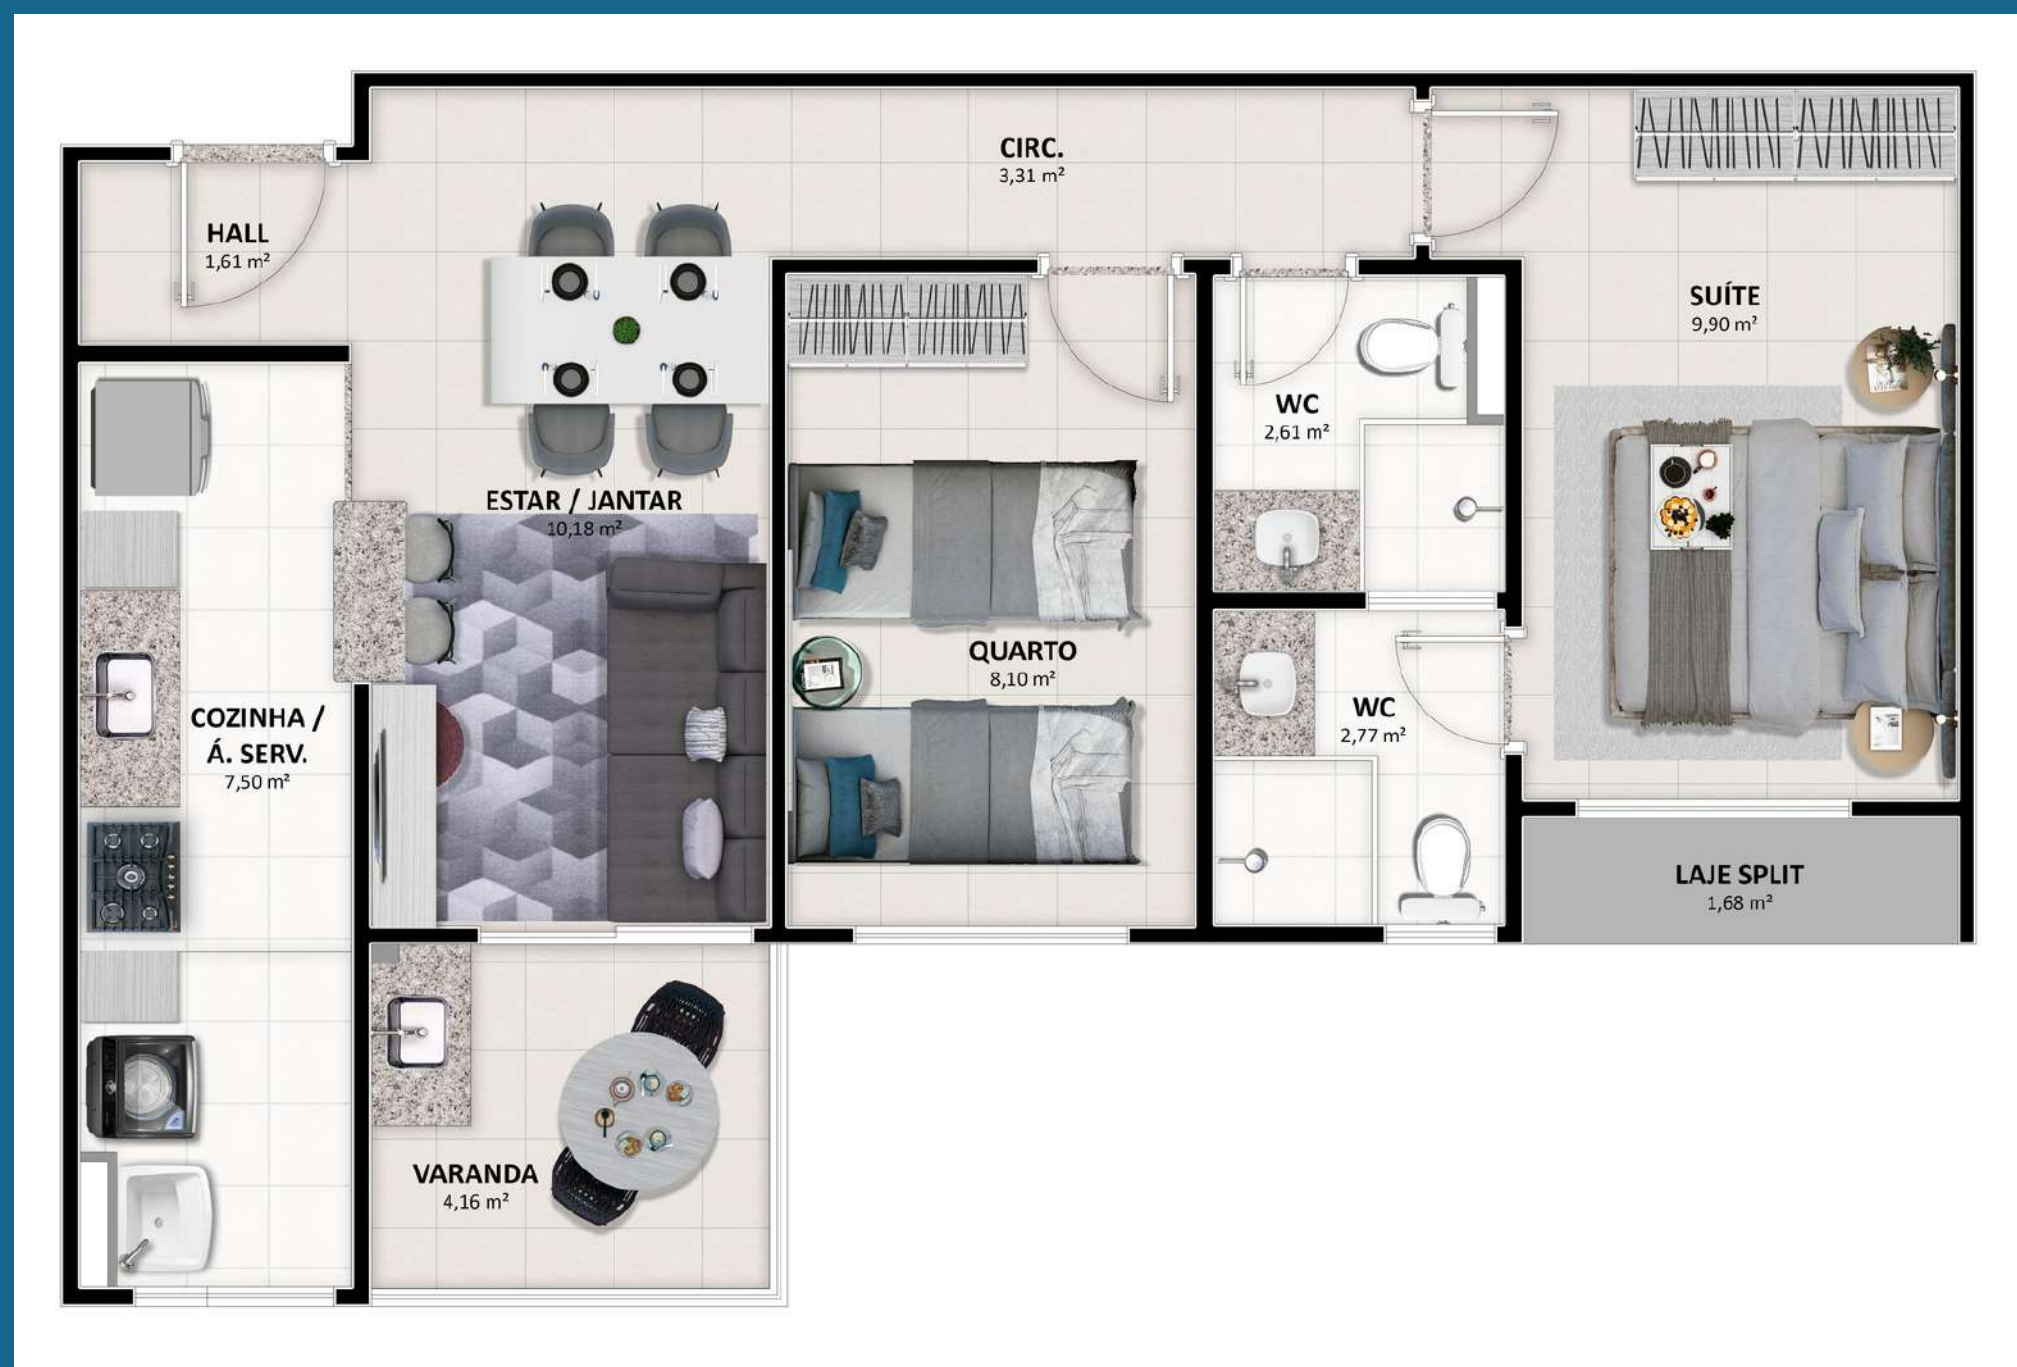 CIRC.
3,31 m²
HALL
1,61 m²
SUÍTE
9,90 m²
WC
2,61 m²
ESTAR / JANTAR
10,18 m²
QUARTO
8,10 m²
COZINHA /
Á. SERV.
7,50 m²
WC
2,77 m²
LAJE SPLIT
1,68 m²
VARANDA
4,16 m²